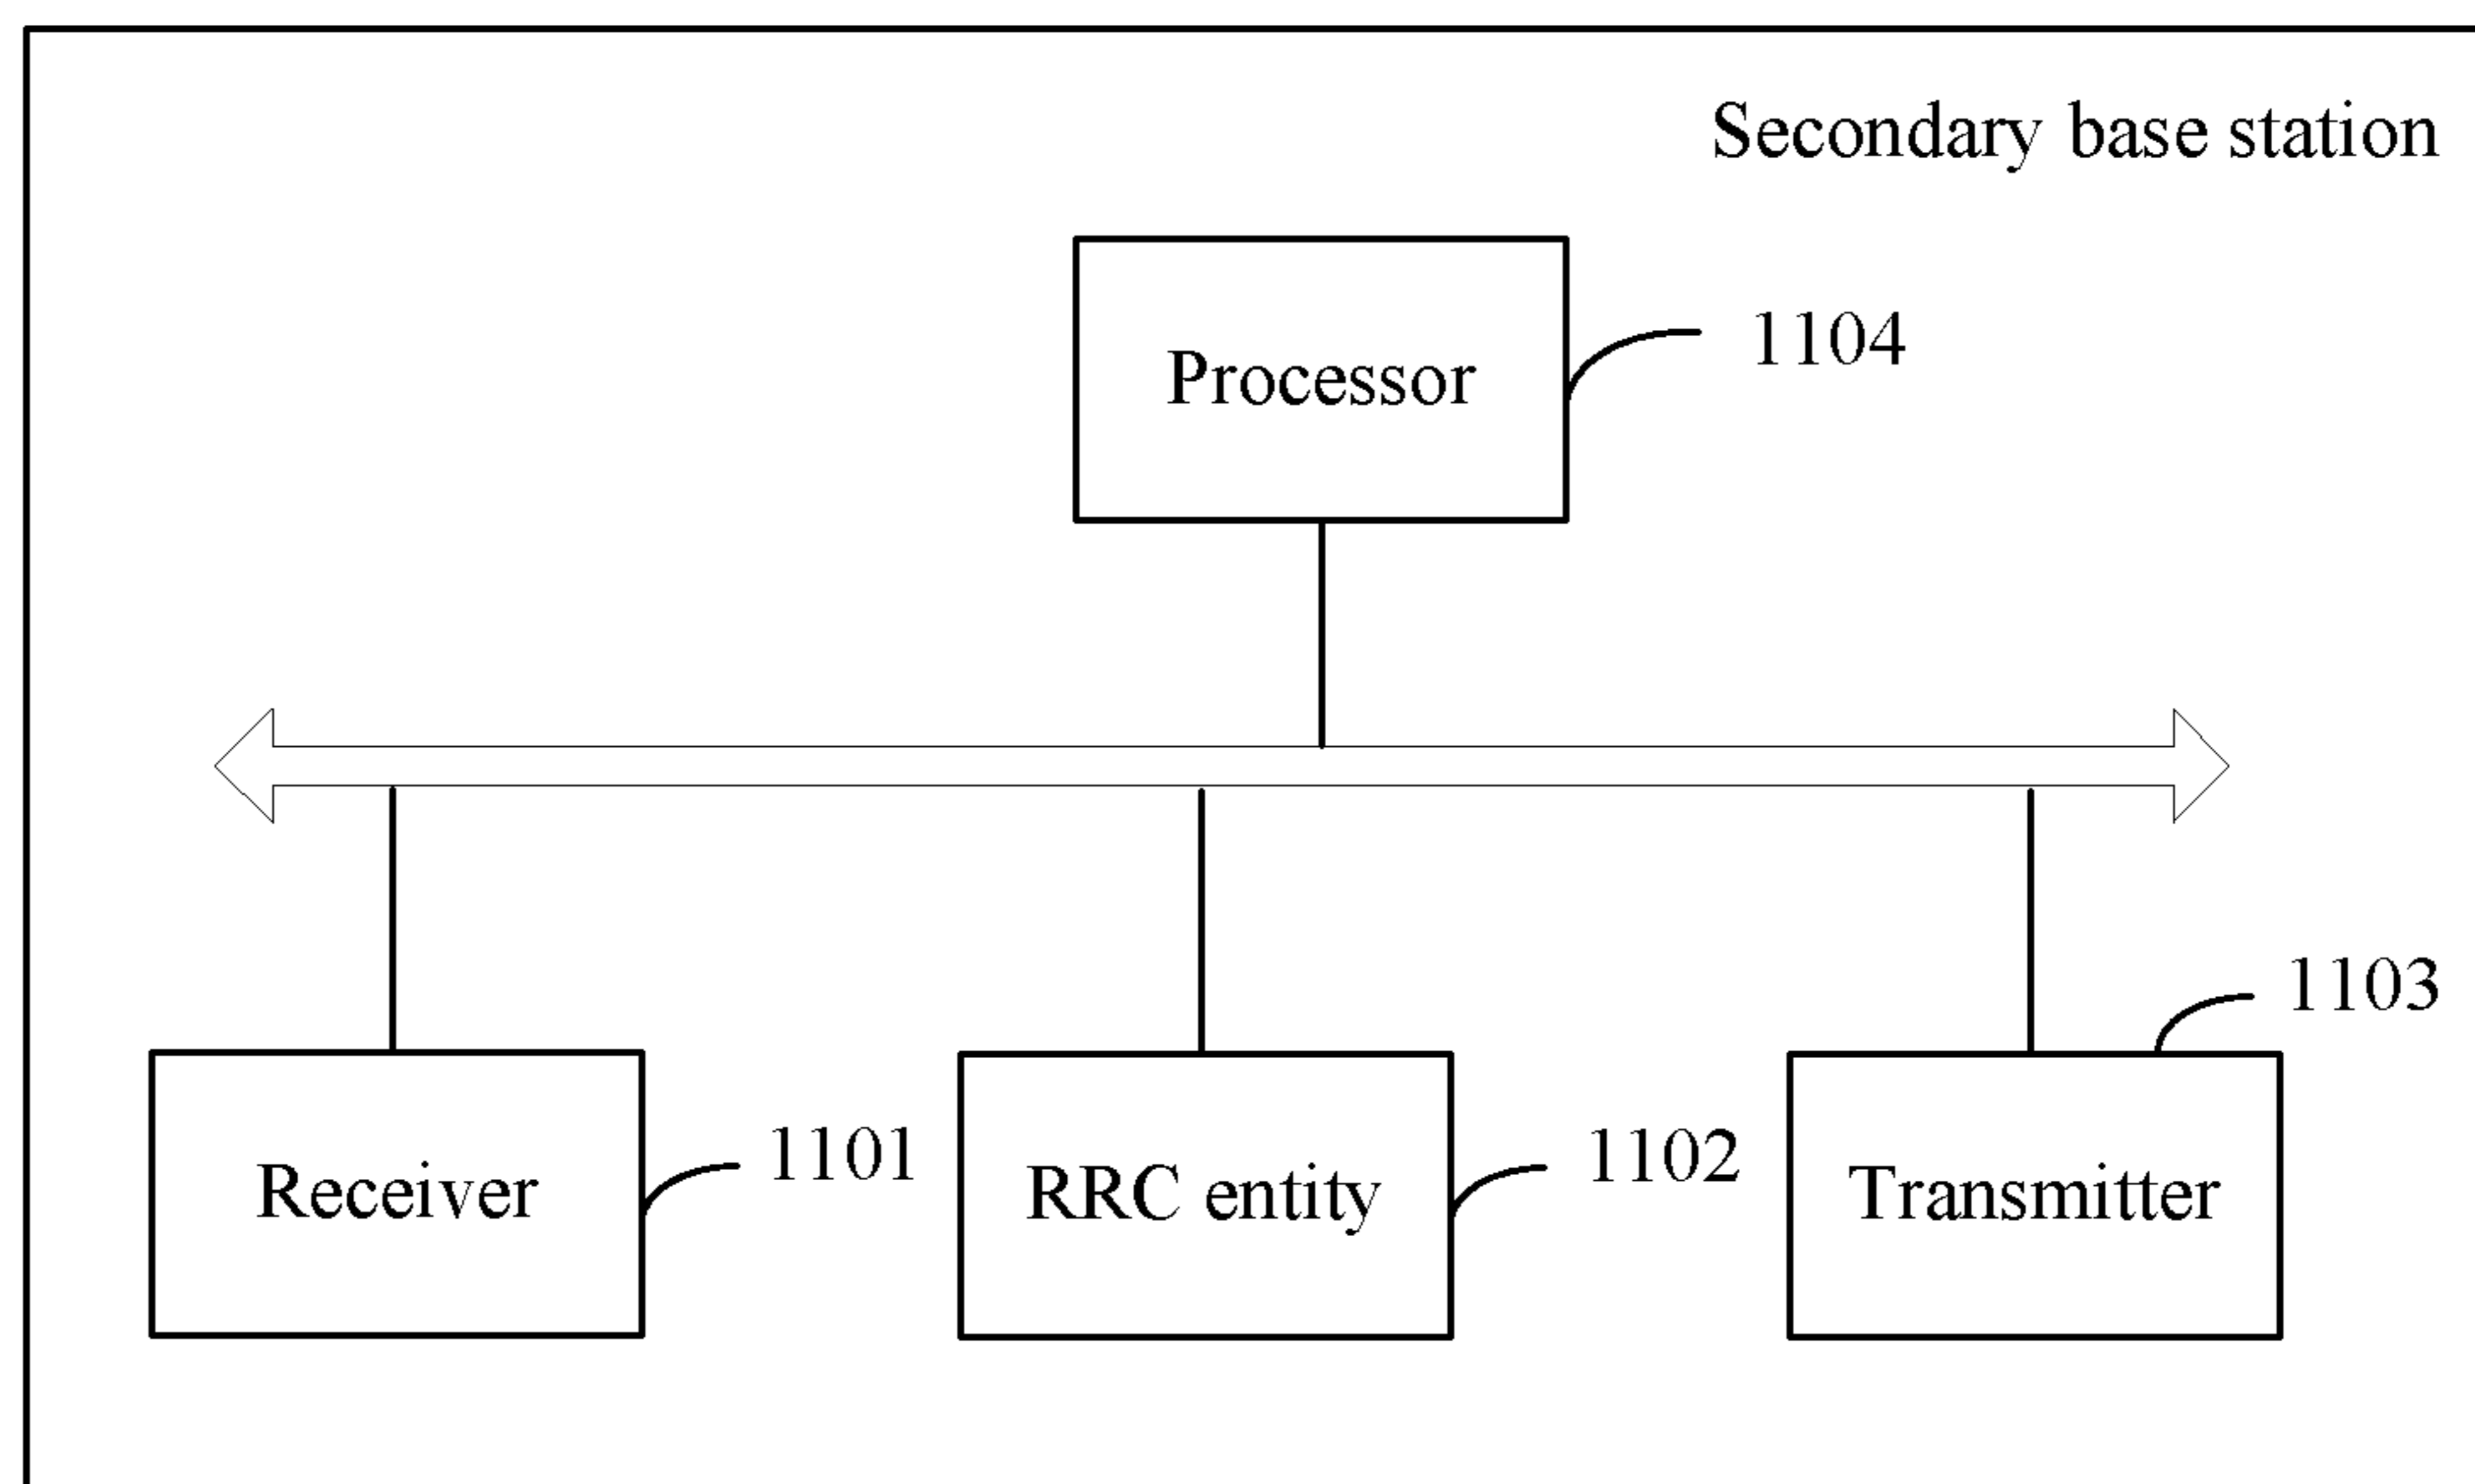 Secondary base station
Processor
1104
1103
Receiver
1101
RRC entity
1102
Transmitter